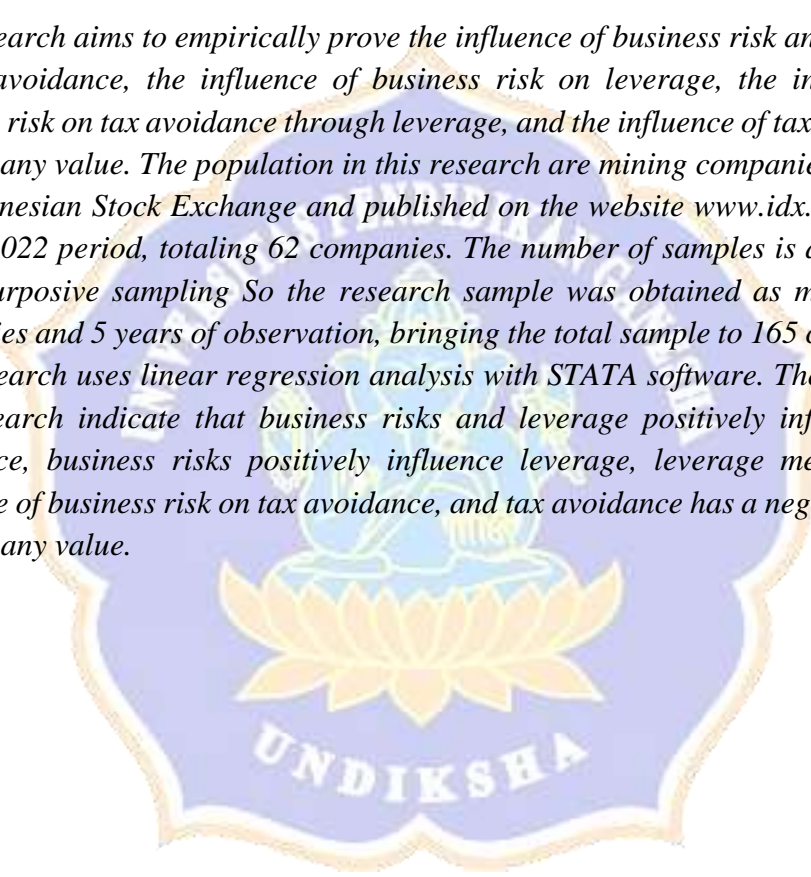 earch aims to empirically prove the influence of business risk an
avoidance, the influence of business risk on leverage, the in
risk on tax avoidance through leverage, and the influence of tax
any value. The population in this research are mining companie
nesian Stock Exchange and published on the website www.idx.
022 period, totaling 62 companies. The number of samples is
urposive sampling So the research sample was obtained as m
ies and 5 years of observation, bringing the total sample to 165
earch uses linear regression analysis with STATA software. The
earch indicate that business risks and leverage positively inf
ce, business risks positively influence leverage, leverage me
e of business risk on tax avoidance, and tax avoidance has a neg
any value.
UNIVERSITAS PENDIDIKAN GANESHA
UNDIKSHA